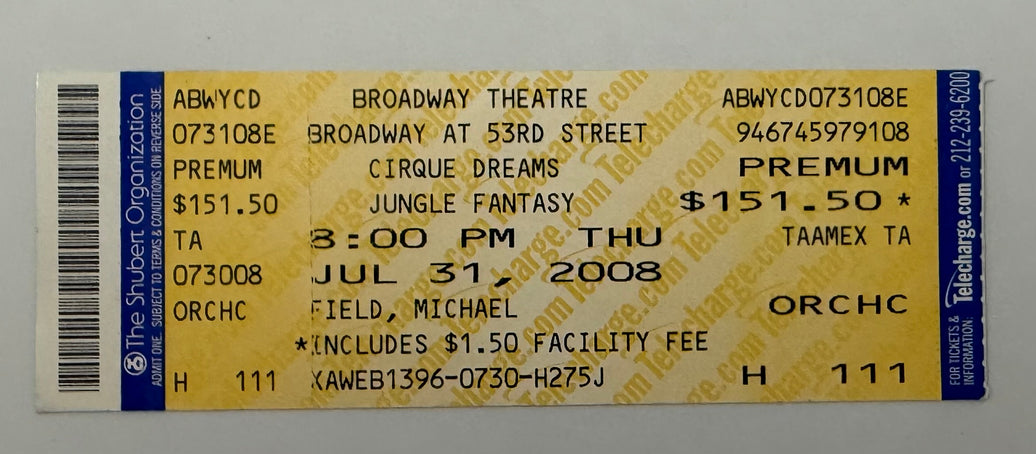 The Shubert Organization
ADMIT ONE. SUBJECT TO TERMS & CONDITIONS ON REVERSE SIDE.
ABWYCD
073108E
PREMUM
$151.50
TA
073008
ORCHC
H 111
BROADWAY THEATRE
BROADWAY AT 53RD STREET
CIRQUE DREAMS
JUNGLE FANTASY
8:00 PM THU
JUL 31, 2008
FIELD, MICHAEL
*INCLUDES $1.50 FACILITY FEE
XAWEB1396-0730-H275J
ABWYCD073108E
946745979108
PREMUM
$151.50 *
TAAMEX TA
ORCHC
H 111
FOR TICKETS &
INFORMATION:
Telecharge.com or 212-239-6200